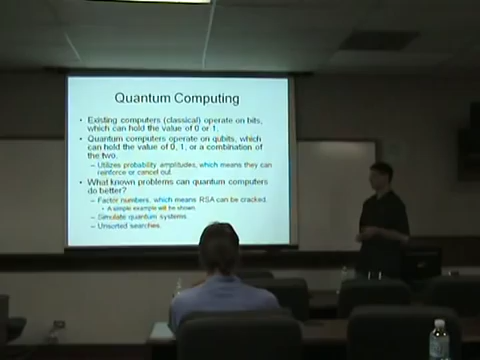 Quantum Computing
• Existing computers (classical) operate on bits,
which can hold the value of 0 or 1.
• Quantum computers operate on qubits, which
can hold the value of 0, 1, or a combination of
the two.
– Utilizes probability amplitudes, which means they can
reinforce or cancel out.
• What known problems can quantum computers
do better?
– Factor numbers, which means RSA can be cracked.
• A simple example will be shown.
– Simulate quantum systems.
– Unsorted searches.